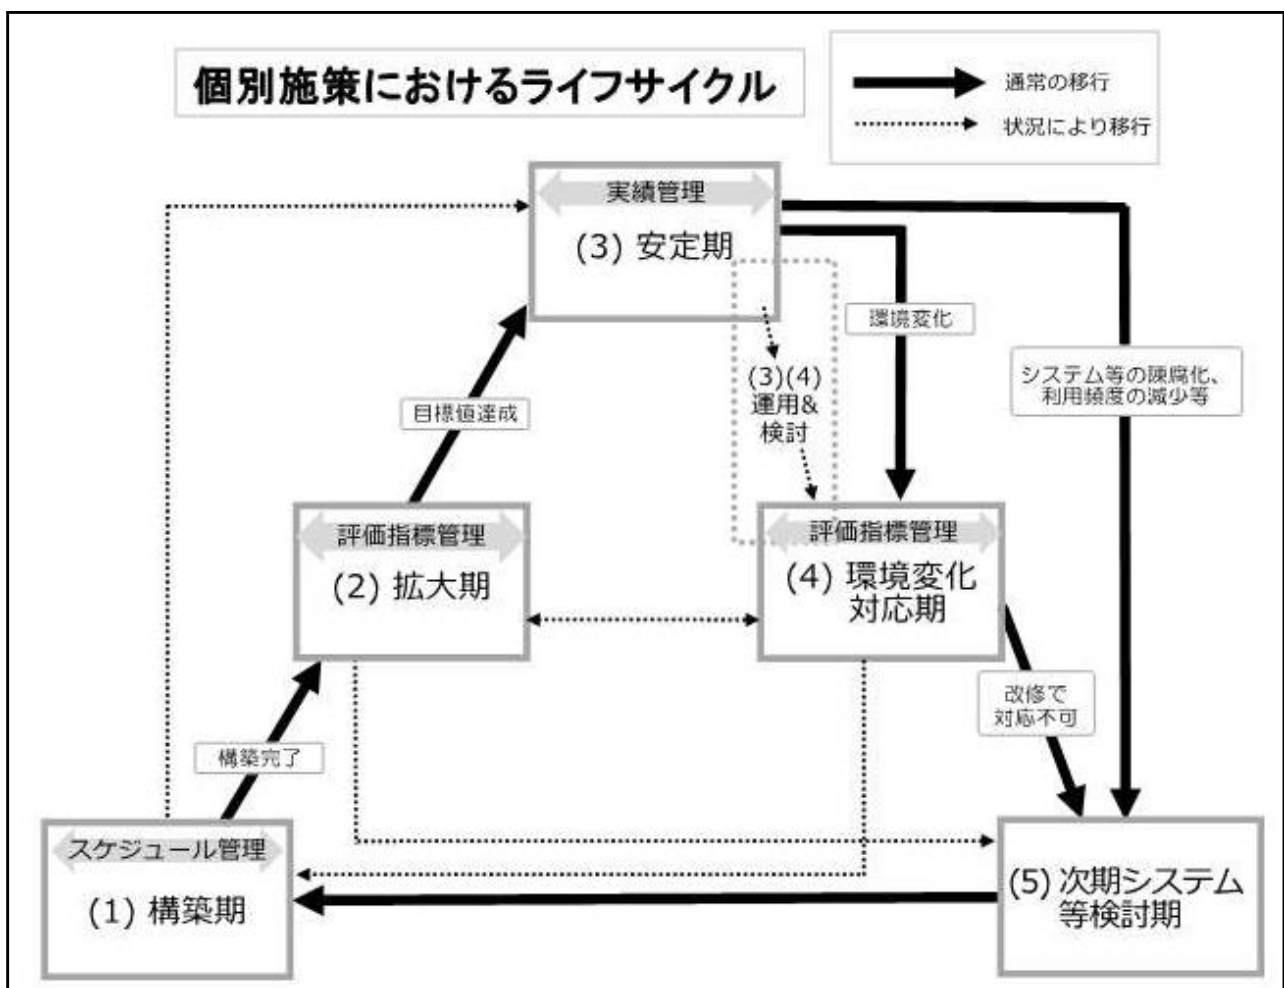 個別施策におけるライフサイクル
通常の移行
状況により移行
実績管理
(3) 安定期
環境変化
システム等の陳腐化、
利用頻度の減少等
(3)(4)
運用&
検討
目標値達成
評価指標管理
(2) 拡大期
評価指標管理
(4) 環境変化
対応期
改修で
対応不可
構築完了
スケジュール管理
(1) 構築期
(5) 次期システム
等検討期